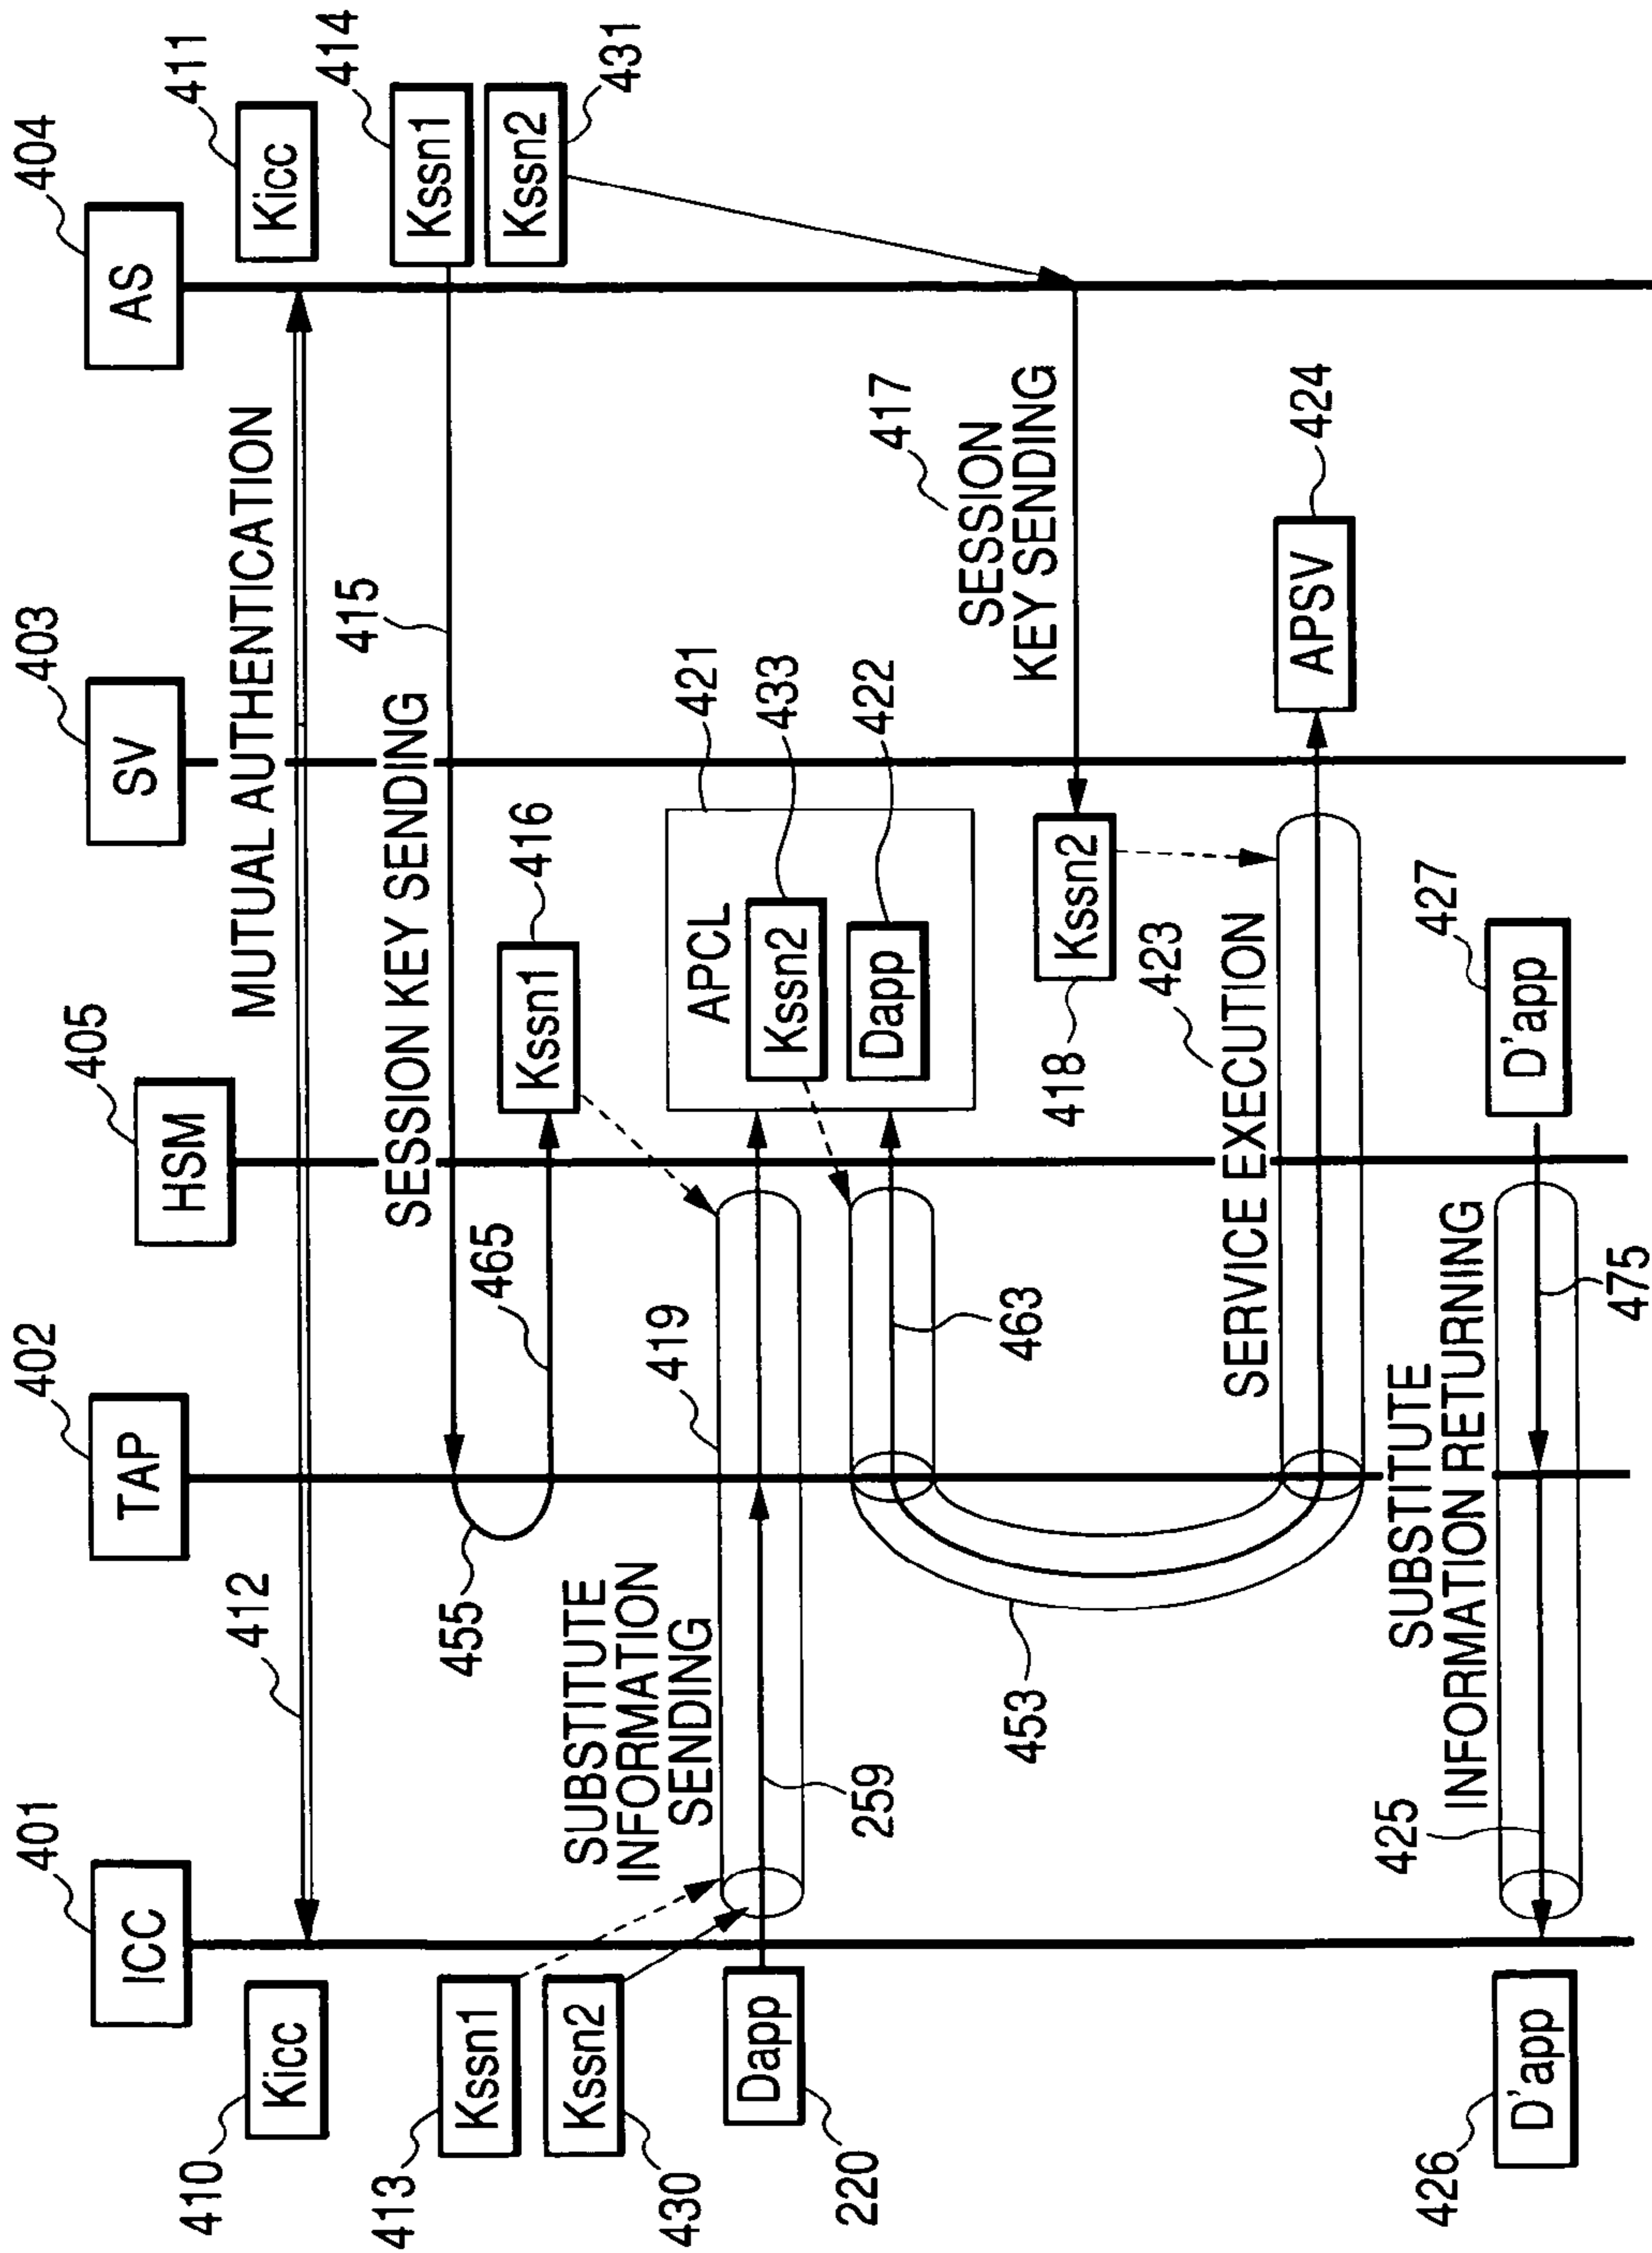 401
402
405
403
404
ICC
TAP
HSM
SV
AS
410
Kicc
412
MUTUAL AUTHENTICATION
Kicc
411
SESSION KEY SENDING
415
413
Kssn1
455
465
Kssn1
416
Kssn1
414
430
Kssn2
Kssn2
431
SUBSTITUTE
INFORMATION
SENDING
419
421
APCL
Kssn2
433
220
Dapp
259
463
Dapp
422
417
SESSION
KEY SENDING
453
418
Kssn2
423
SERVICE EXECUTION
APSV
424
SUBSTITUTE
INFORMATION RETURNING
425
475
426
D'app
D'app
427